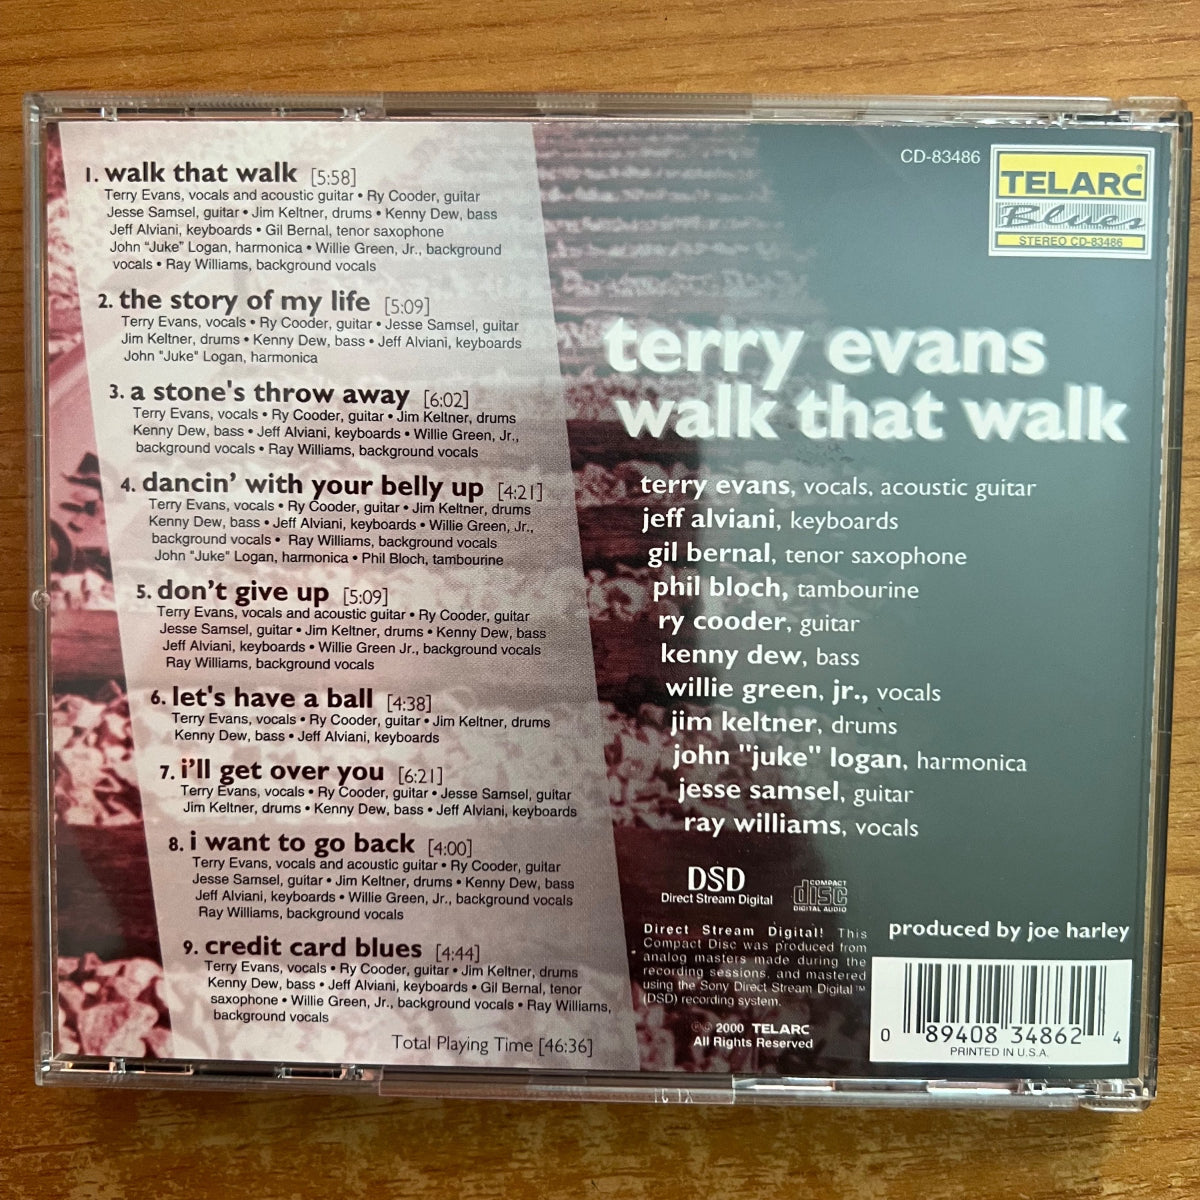 1. walk that walk [5:58]
Terry Evans, vocals and acoustic guitar • Ry Cooder, guitar
Jesse Samsel, guitar • Jim Keltner, drums • Kenny Dew, bass
Jeff Alviani, keyboards • Gil Bernal, tenor saxophone
John "Juke" Logan, harmonica • Willie Green, Jr., background
vocals • Ray Williams, background vocals
2. the story of my life [5:09]
Terry Evans, vocals • Ry Cooder, guitar • Jesse Samsel, guitar
Jim Keltner, drums • Kenny Dew, bass • Jeff Alviani, keyboards
John "Juke" Logan, harmonica
3. a stone's throw away [6:02]
Terry Evans, vocals • Ry Cooder, guitar • Jim Keltner, drums
Kenny Dew, bass • Jeff Alviani, keyboards • Willie Green, Jr.,
background vocals • Ray Williams, background vocals
4. dancin' with your belly up [4:21]
Terry Evans, vocals • Ry Cooder, guitar • Jim Keltner, drums
Kenny Dew, bass • Jeff Alviani, keyboards • Willie Green, Jr.,
background vocals • Ray Williams, background vocals
John "Juke" Logan, harmonica • Phil Bloch, tambourine
5. don't give up [5:09]
Terry Evans, vocals and acoustic guitar • Ry Cooder, guitar
Jesse Samsel, guitar • Jim Keltner, drums • Kenny Dew, bass
Jeff Alviani, keyboards • Willie Green Jr., background vocals
Ray Williams, background vocals
6. let's have a ball [4:38]
Terry Evans, vocals • Ry Cooder, guitar • Jim Keltner, drums
Kenny Dew, bass • Jeff Alviani, keyboards
7. i'll get over you [6:21]
Terry Evans, vocals • Ry Cooder, guitar • Jesse Samsel, guitar
Jim Keltner, drums • Kenny Dew, bass • Jeff Alviani, keyboards
8. i want to go back [4:00]
Terry Evans, vocals and acoustic guitar • Ry Cooder, guitar
Jesse Samsel, guitar • Jim Keltner, drums • Kenny Dew, bass
Jeff Alviani, keyboards • Willie Green, Jr., background vocals
Ray Williams, background vocals
9. credit card blues [4:44]
Terry Evans, vocals • Ry Cooder, guitar • Jim Keltner, drums
Kenny Dew, bass • Jeff Alviani, keyboards • Gil Bernal, tenor
saxophone • Willie Green, Jr., background vocals • Ray Williams,
background vocals
Total Playing Time [46:36]
CD-83486
TELARC
Blues
STEREO CD-83486
terry evans
walk that walk
terry evans, vocals, acoustic guitar
jeff alviani, keyboards
gil bernal, tenor saxophone
phil bloch, tambourine
ry cooder, guitar
kenny dew, bass
willie green, jr., vocals
jim keltner, drums
john "juke" logan, harmonica
jesse samsel, guitar
ray williams, vocals
DSD
Direct Stream Digital
COMPACT
disc
DIGITAL AUDIO
Direct Stream Digital! This
Compact Disc was produced from
analog masters made during the
recording sessions, and mastered
using the Sony Direct Stream Digital™
(DSD) recording system.
℗© 2000 TELARC
All Rights Reserved
produced by joe harley
0 89408 34862 4
PRINTED IN U.S.A.